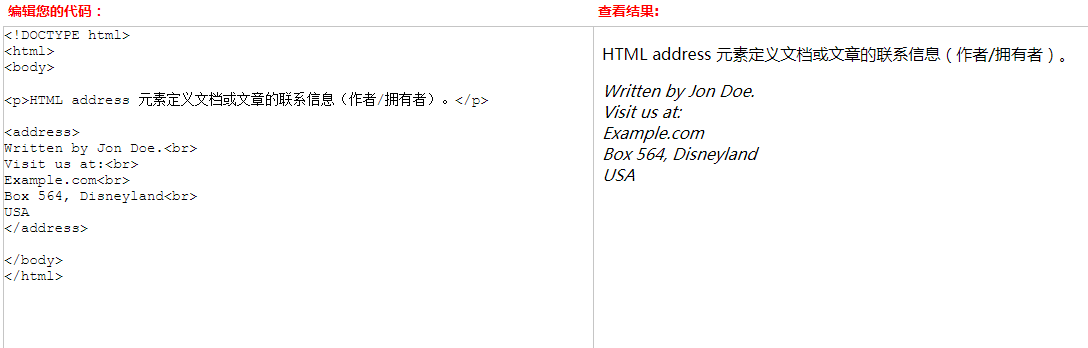 编辑您的代码：
<!DOCTYPE html>
<html>
<body>
<p>HTML address 元素定义文档或文章的联系信息（作者/拥有者）。</p>
<address>
Written by Jon Doe.<br>
Visit us at:<br>
Example.com<br>
Box 564, Disneyland<br>
USA
</address>
</body>
</html>
查看结果:
HTML address 元素定义文档或文章的联系信息（作者/拥有者）。
Written by Jon Doe.
Visit us at:
Example.com
Box 564, Disneyland
USA